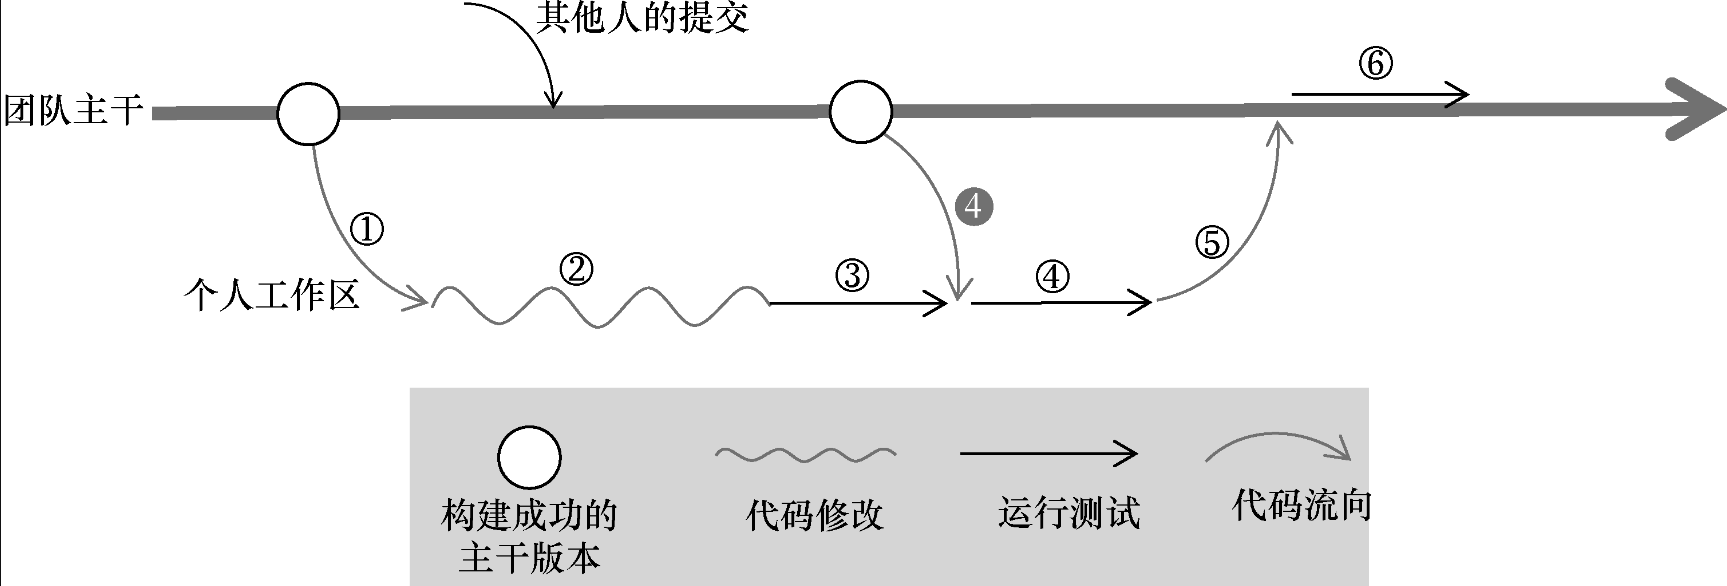 其他人的提交
⑥
团队主干
❹
①
⑤
②
③
④
个人工作区
构建成功的
主干版本
代码修改
运行测试
代码流向